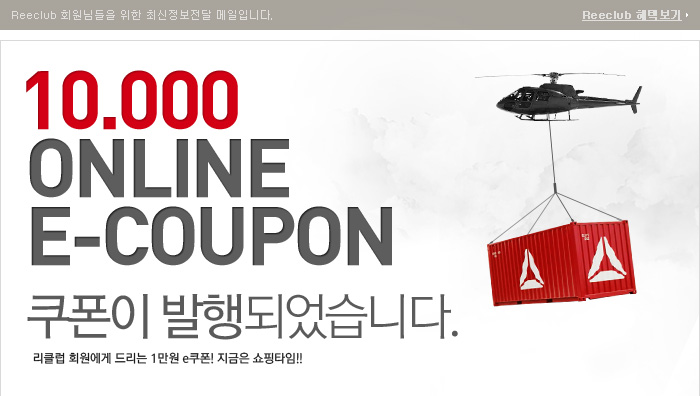 Reeclub 회원님들을 위한 최신정보전달 메일입니다.
Reeclub 혜택보기
10.000
ONLINE
E-COUPON
쿠폰이 발행되었습니다.
리클럽 회원에게 드리는 1만원 e쿠폰! 지금은 쇼핑타임!!